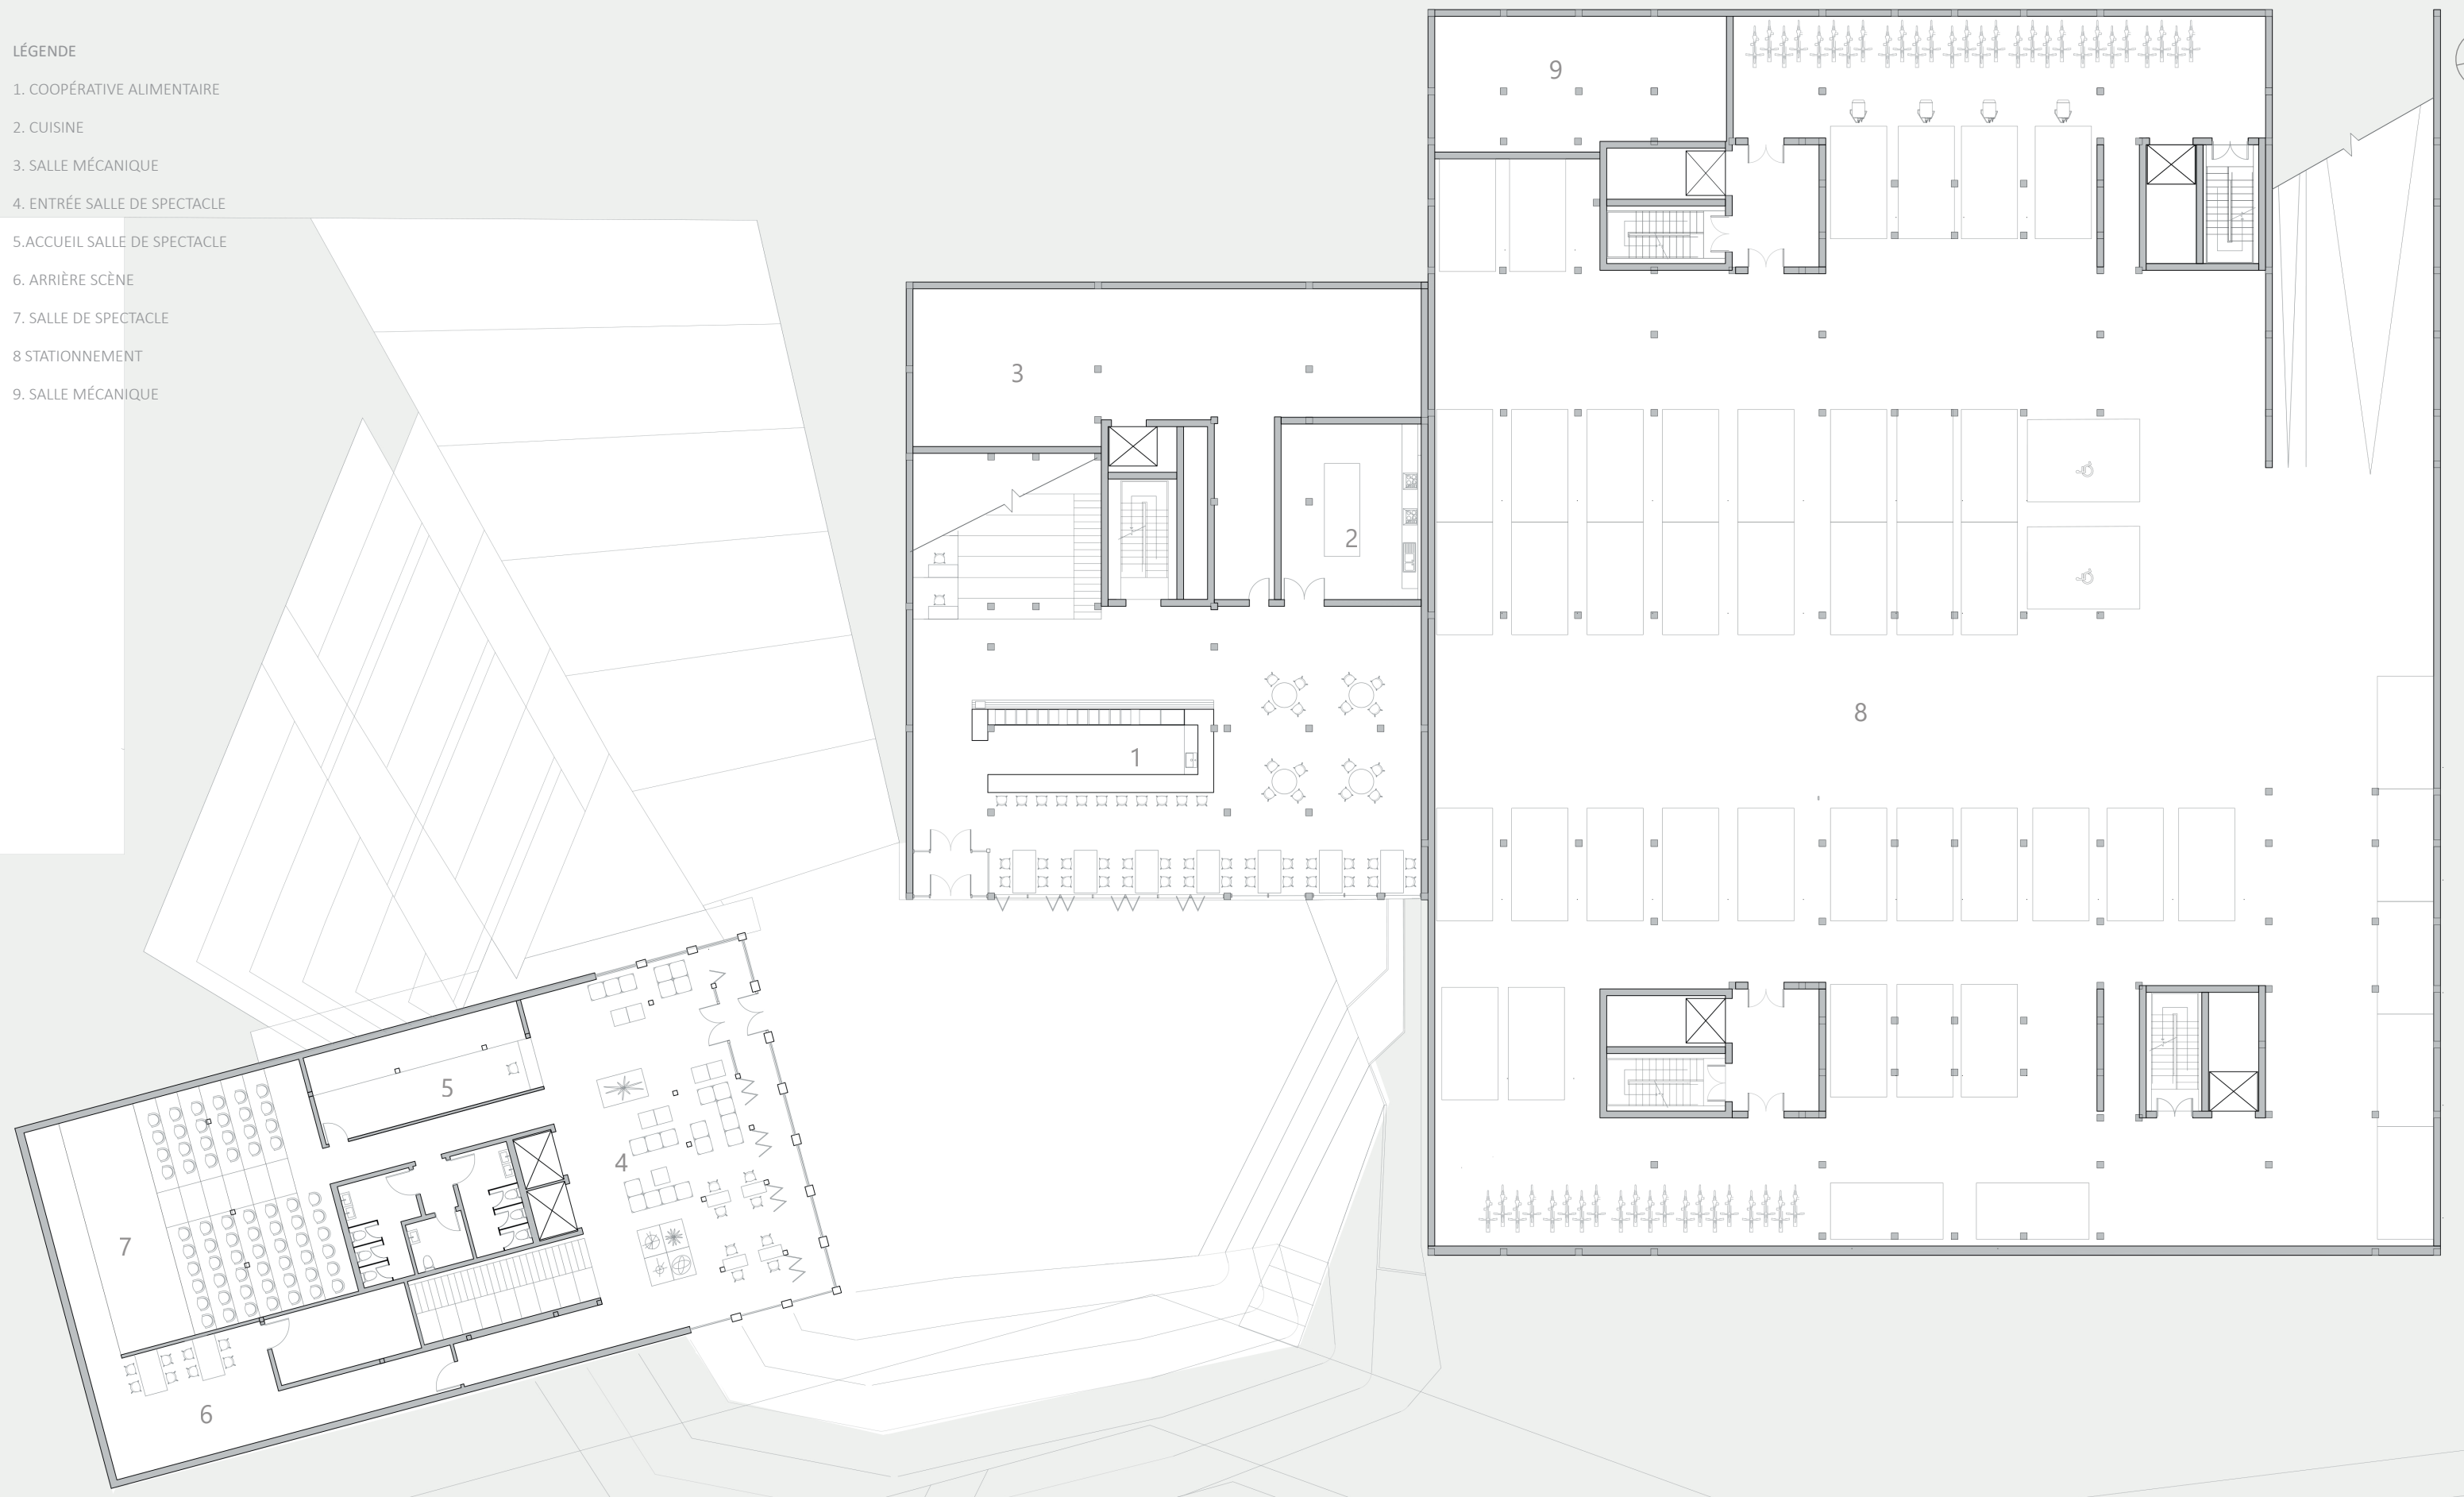 LÉGENDE
1. COOPÉRATIVE ALIMENTAIRE
2. CUISINE
3. SALLE MÉCANIQUE
4. ENTRÉE SALLE DE SPECTACLE
5.ACCUEIL SALLE DE SPECTACLE
6. ARRIÈRE SCÈNE
7. SALLE DE SPECTACLE
8 STATIONNEMENT
9. SALLE MÉCANIQUE
9
3
2
8
1
5
4
7
6